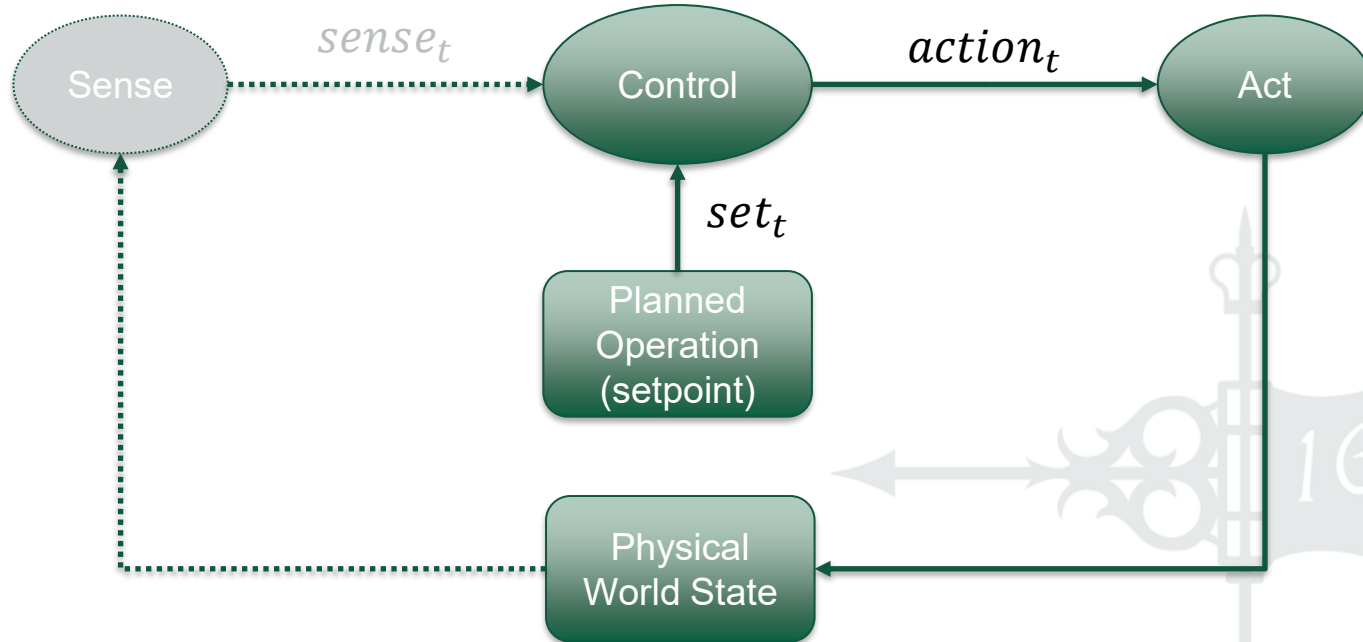 sense_t
action_t
Sense
Control
Act
set_t
Planned
Operation
(setpoint)
Physical
World State